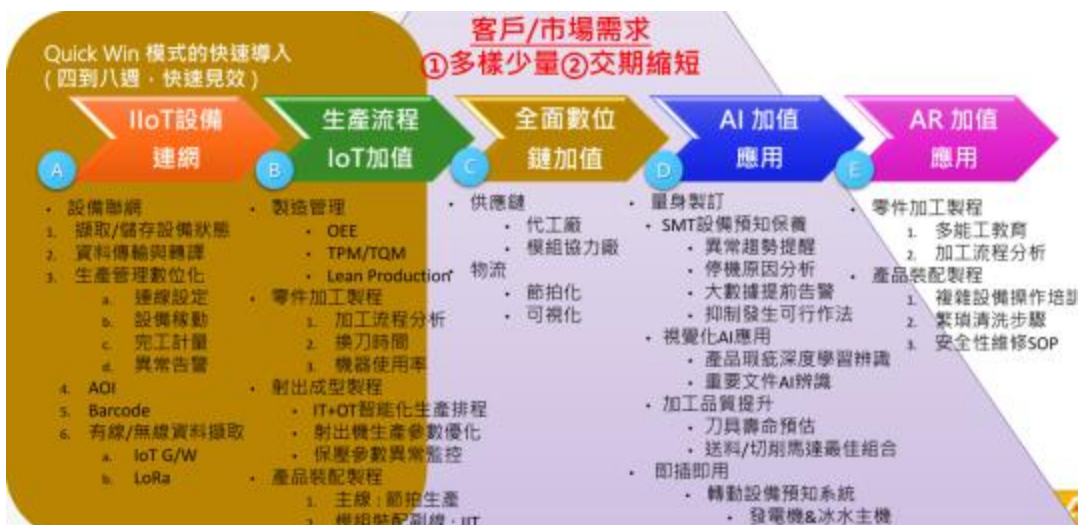 客戶/市場需求
①多樣少量②交期縮短
Quick Win 模式的快速導入
(四到八週，快速見效)
A
IIoT設備
連網
• 設備聯網
1. 擷取/儲存設備狀態
2. 資料傳輸與轉譯
3. 生產管理數位化
a. 連線設定
b. 設備稼動
c. 完工計量
d. 異常告警
4. AOI
5. Barcode
6. 有線/無線資料擷取
a. IoT G/W
b. LoRa
B
生產流程
IoT加值
• 製造管理
• OEE
• TPM/TQM
• Lean Production
• 零件加工製程
1. 加工流程分析
2. 換刀時間
3. 機器使用率
• 射出成型製程
• IT+OT智能化生產排程
• 射出機生產參數優化
• 保壓參數異常監控
• 產品裝配製程
1. 主線：節拍生產
2. 模組裝配副線：JIT
C
全面數位
鏈加值
• 供應鏈
• 代工廠
• 模組協力廠
• 物流
• 節拍化
• 可視化
D
AI 加值
應用
• 量身製訂
• SMT設備預知保養
• 異常趨勢提醒
• 停機原因分析
• 大數據提前告警
• 抑制發生可行作法
• 視覺化AI應用
• 產品瑕疵深度學習辨識
• 重要文件AI辨識
• 加工品質提升
• 刀具壽命預估
• 送料/切削馬達最佳組合
• 即插即用
• 轉動設備預知系統
• 發電機&冰水主機
E
AR 加值
應用
• 零件加工製程
1. 多能工教育
2. 加工流程分析
• 產品裝配製程
1. 複雜設備操作培訓
2. 繁瑣清洗步驟
3. 安全性維修SOP